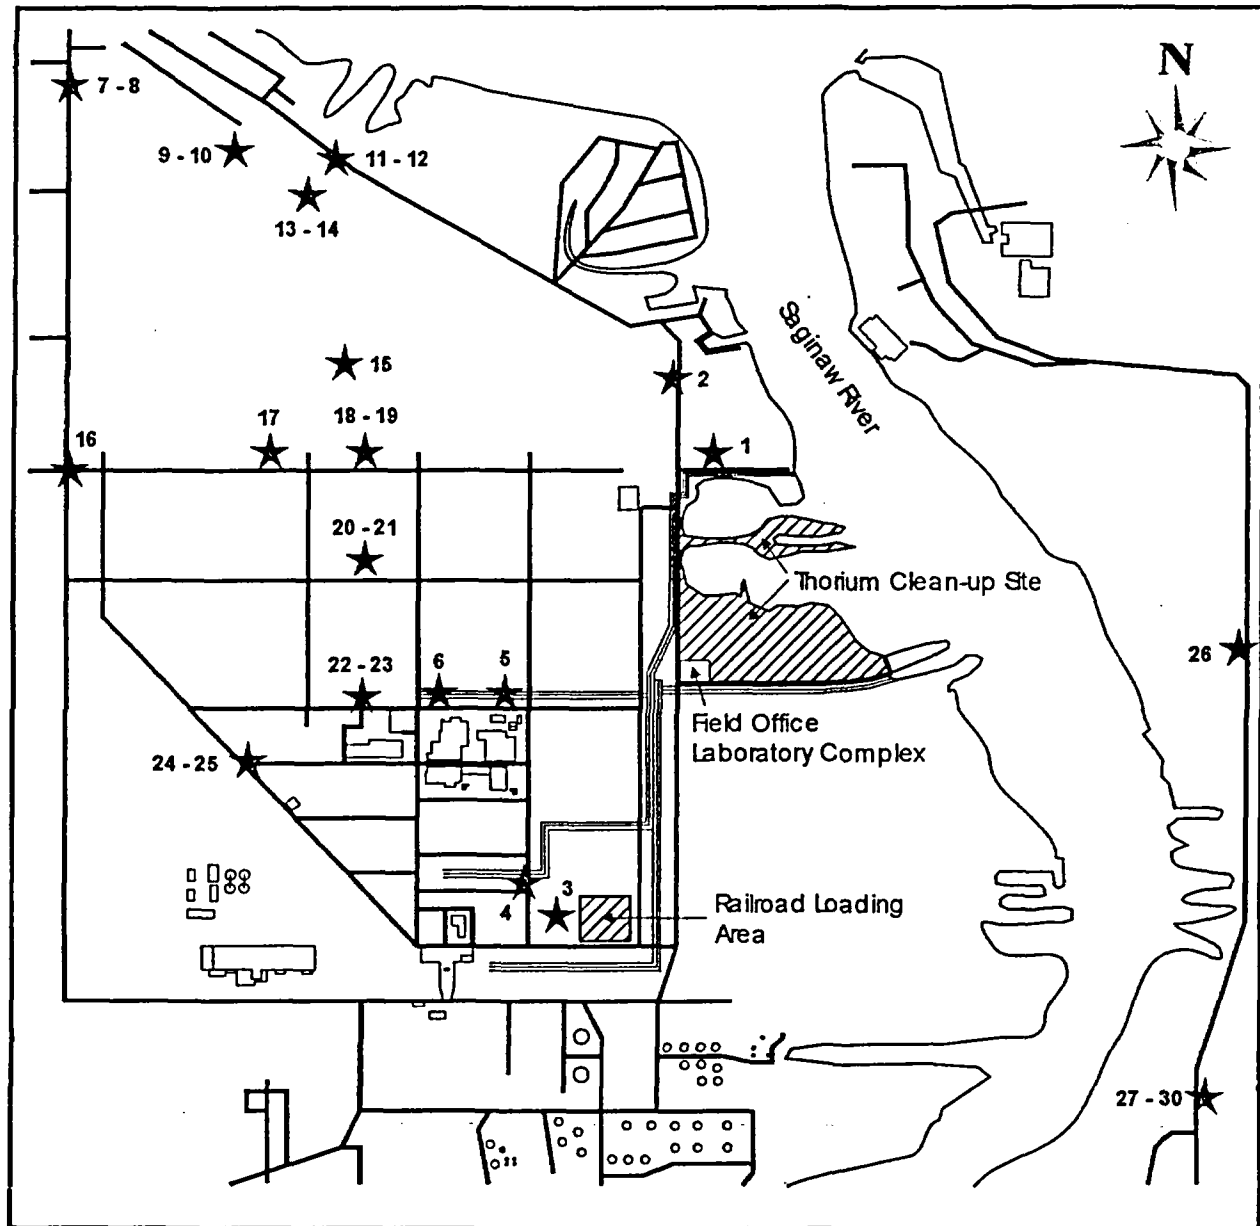 N
7 - 8
9 - 10
11 - 12
13 - 14
Saginaw River
15
2
16
17
18 - 19
1
20 - 21
Thorium Clean-up Site
22 - 23
6
5
26
Field Office
Laboratory Complex
24 - 25
4
3
Railroad Loading
Area
27 - 30